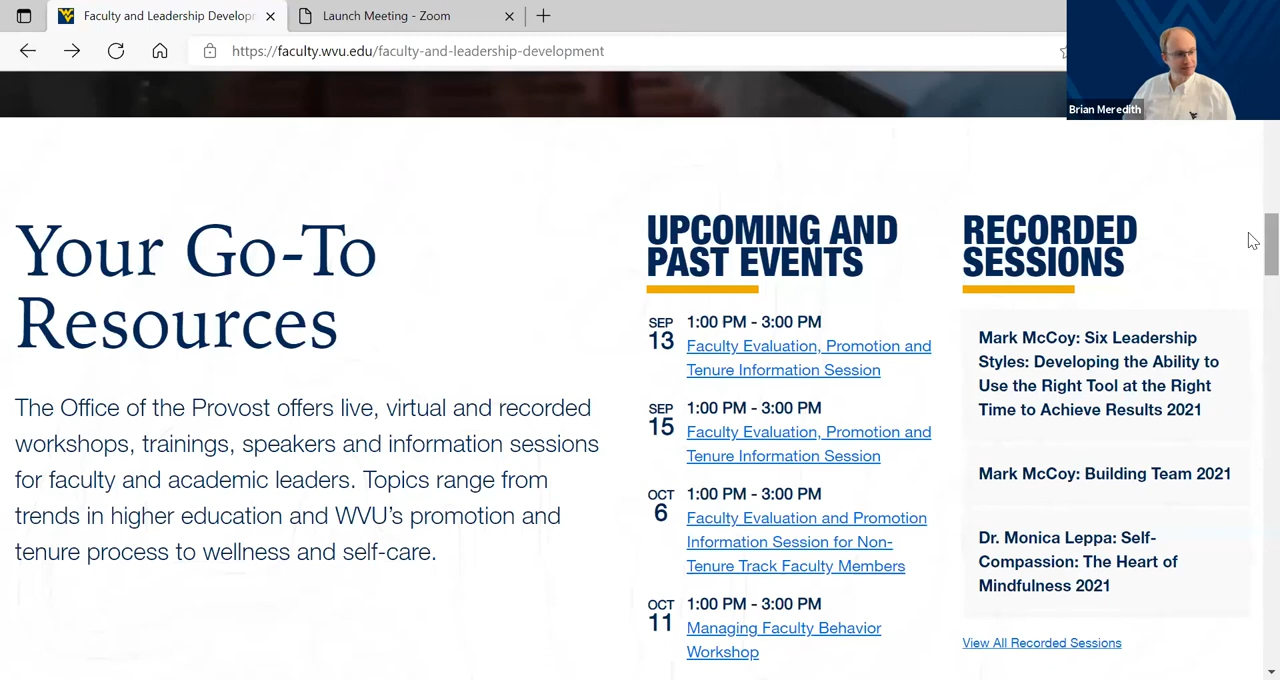 Faculty and Leadership Develop
Launch Meeting - Zoom
https://faculty.wvu.edu/faculty-and-leadership-development
Brian Meredith
Your Go-To
Resources
The Office of the Provost offers live, virtual and recorded
workshops, trainings, speakers and information sessions
for faculty and academic leaders. Topics range from
trends in higher education and WVU's promotion and
tenure process to wellness and self-care.
UPCOMING AND
PAST EVENTS
SEP
13
1:00 PM - 3:00 PM
Faculty Evaluation, Promotion and
Tenure Information Session
SEP
15
1:00 PM - 3:00 PM
Faculty Evaluation, Promotion and
Tenure Information Session
OCT
6
1:00 PM - 3:00 PM
Faculty Evaluation and Promotion
Information Session for Non-
Tenure Track Faculty Members
OCT
11
1:00 PM - 3:00 PM
Managing Faculty Behavior
Workshop
RECORDED
SESSIONS
Mark McCoy: Six Leadership
Styles: Developing the Ability to
Use the Right Tool at the Right
Time to Achieve Results 2021
Mark McCoy: Building Team 2021
Dr. Monica Leppa: Self-
Compassion: The Heart of
Mindfulness 2021
View All Recorded Sessions